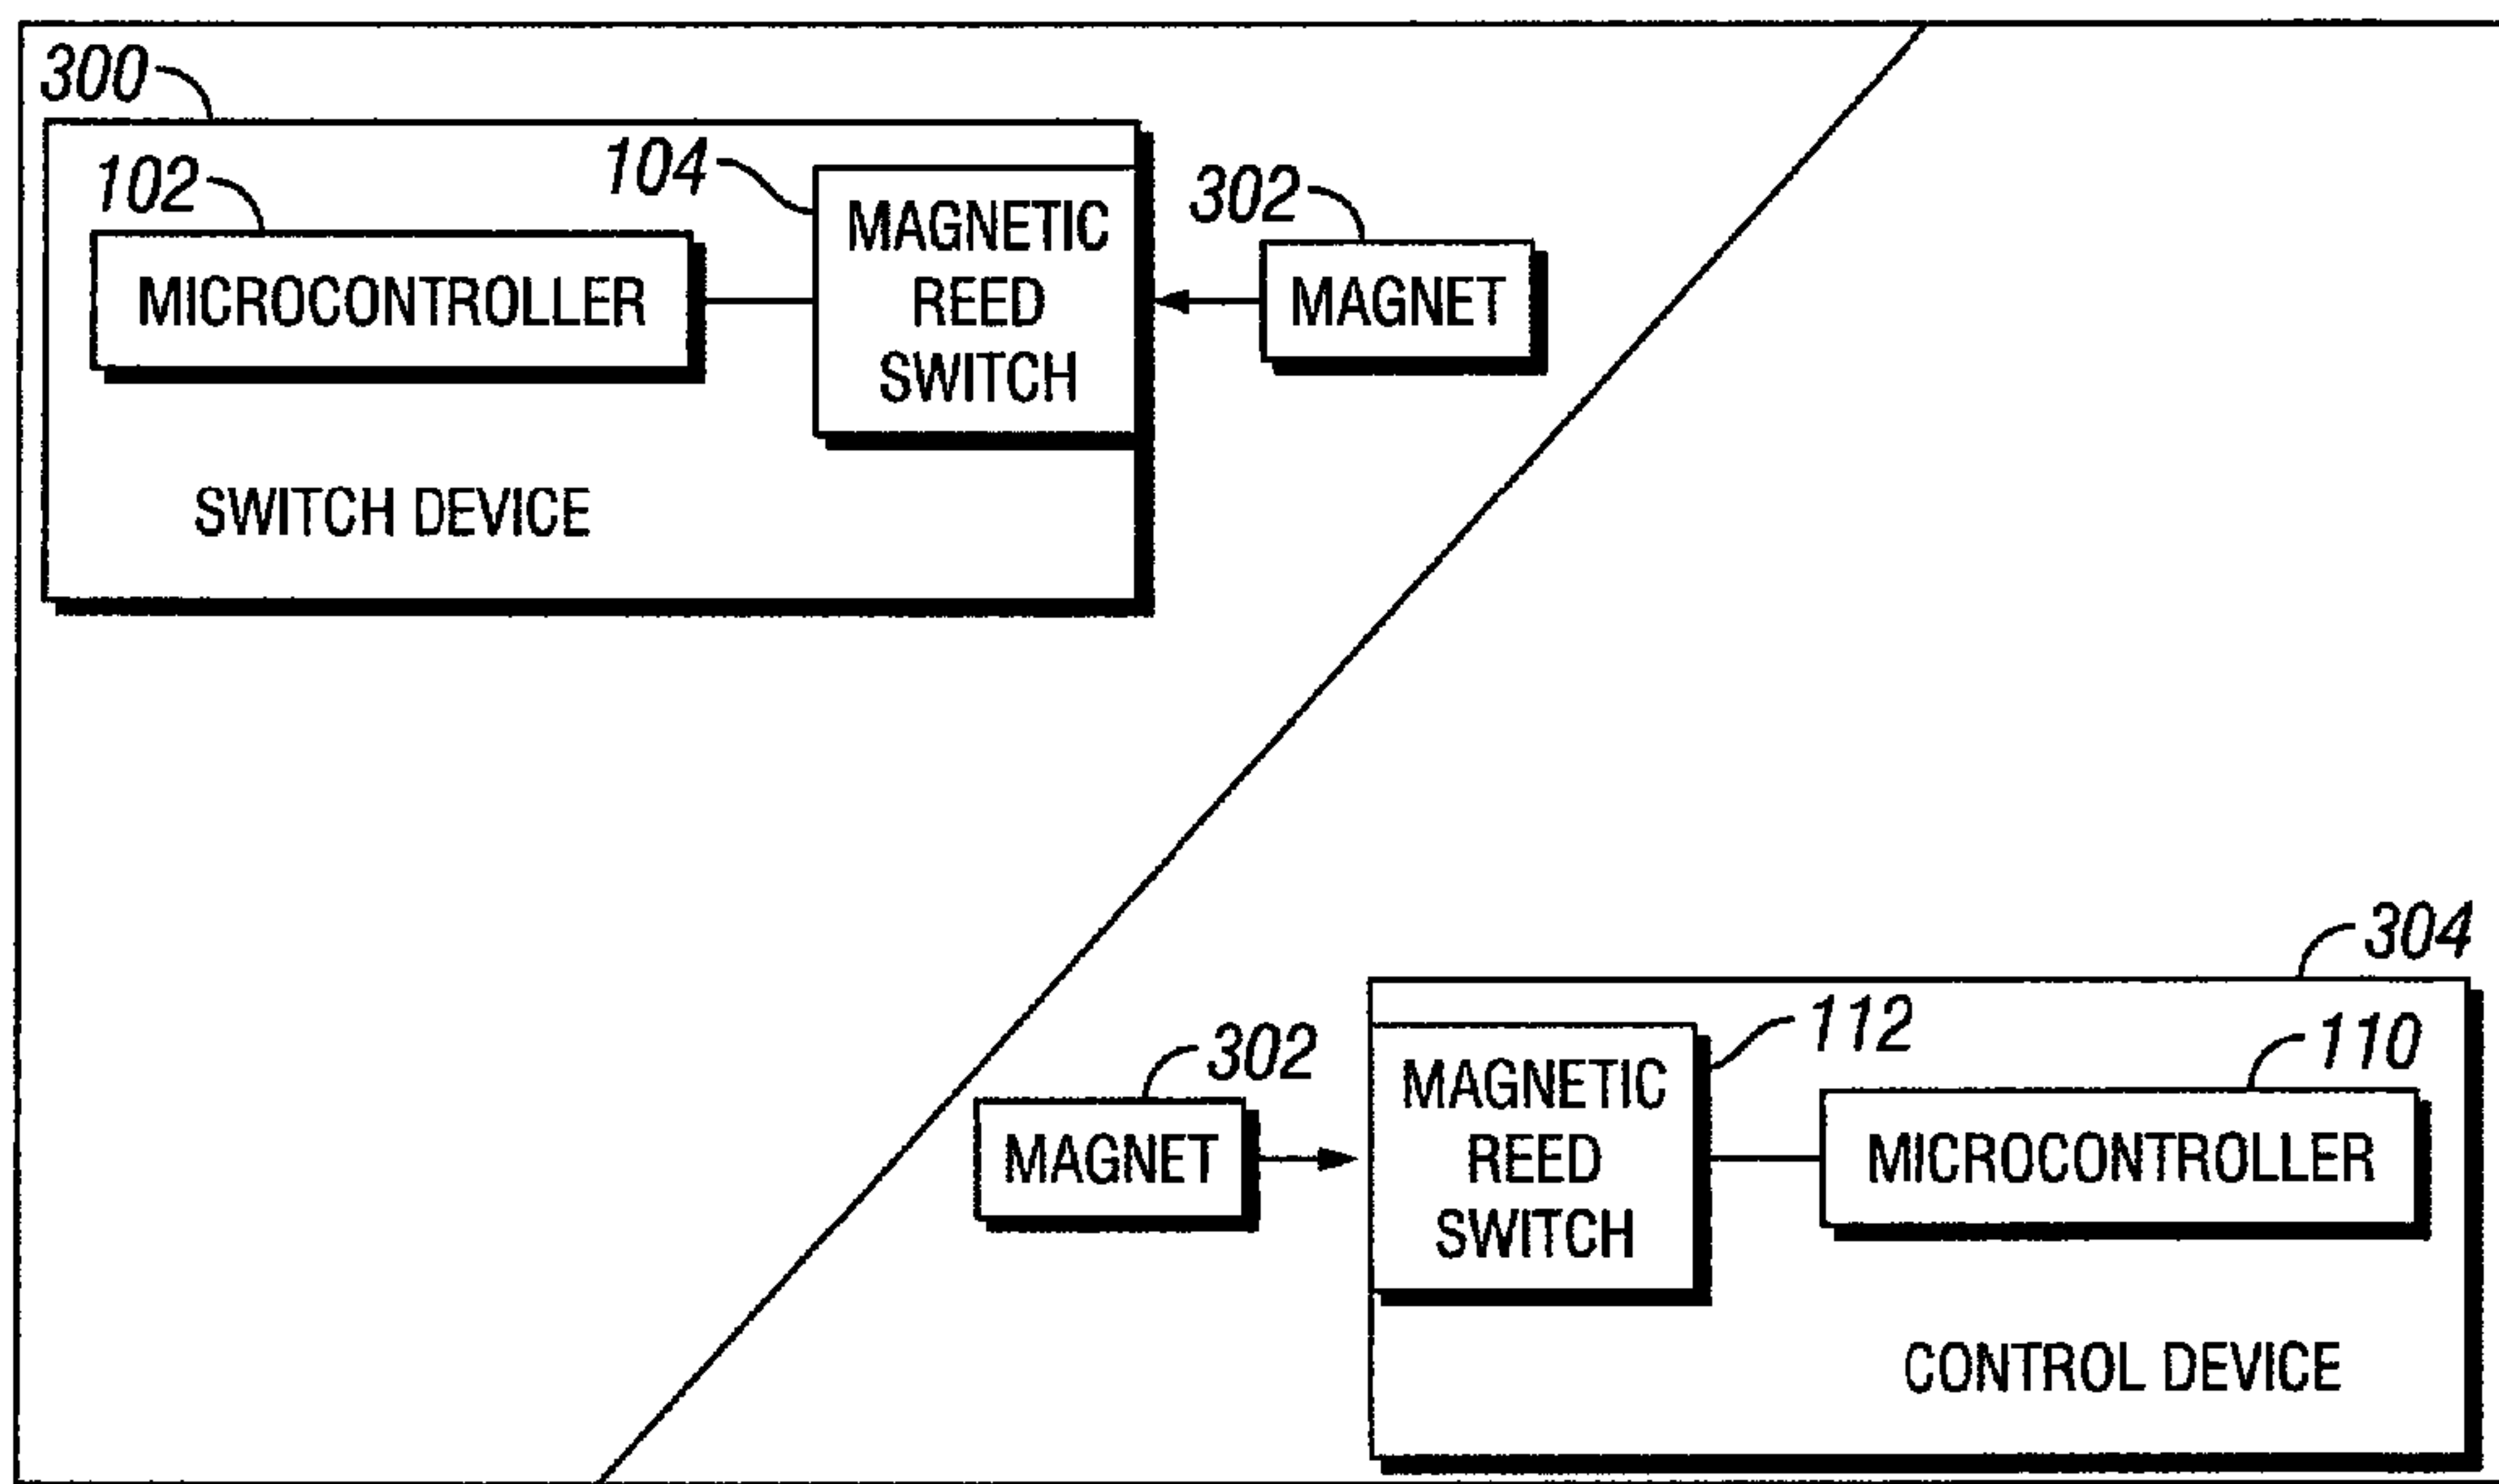 300
102
104
302
MICROCONTROLLER
MAGNETIC
REED
SWITCH
MAGNET
SWITCH DEVICE
304
302
112
110
MAGNET
MAGNETIC
REED
SWITCH
MICROCONTROLLER
CONTROL DEVICE